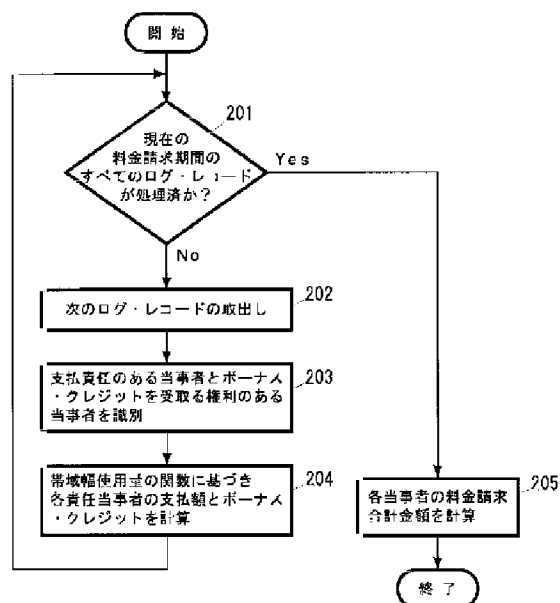 開 始
201
現在の
料金請求期間の
すべてのログ・レコード
が処理済か？
Yes
No
202
次のログ・レコードの取出し
203
支払責任のある当事者とボーナス
・クレジットを受取る権利のある
当事者を識別
204
帯域幅使用量の関数に基づき
各責任当事者の支払額とボーナス
・クレジットを計算
205
各当事者の料金請求
合計金額を計算
終 了